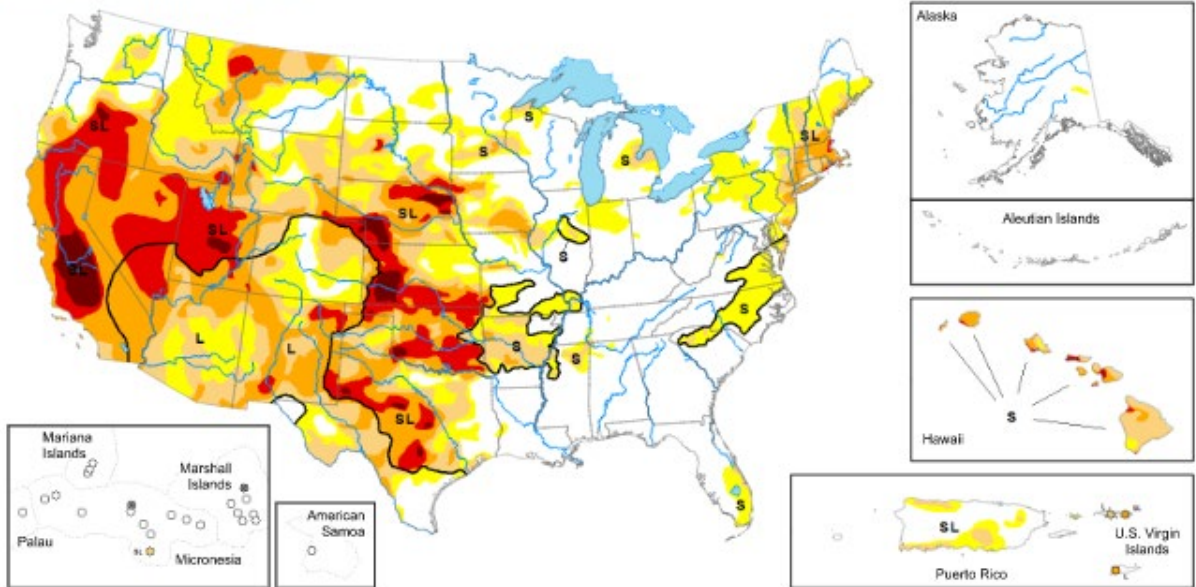 Alaska
Aleutian Islands
SL
S
S
S
SL
SL
SL
SL
S
L
L
S
S
S
SL
S
S
Hawaii
Mariana
Islands
Marshall
Islands
Palau
SL
Micronesia
American
Samoa
SL
U.S. Virgin
Islands
Puerto Rico